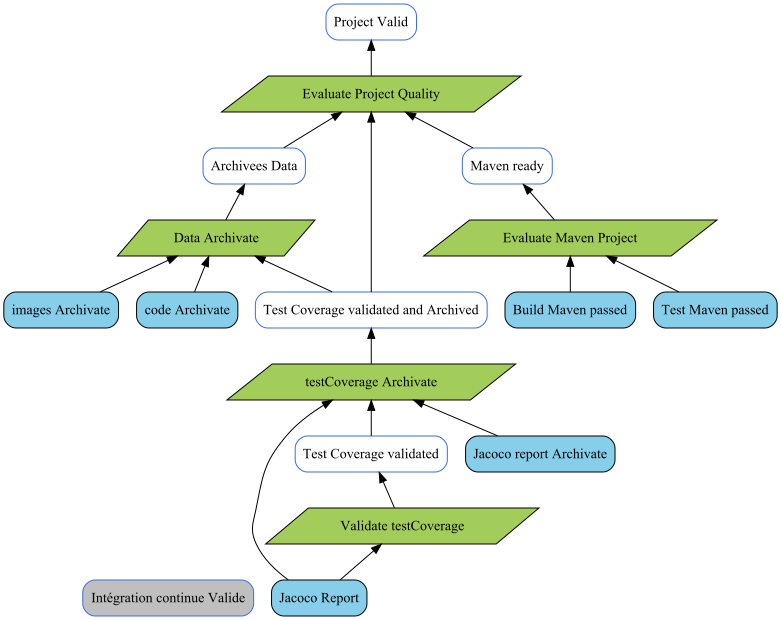 Project Valid
Evaluate Project Quality
Archivees Data
Maven ready
Data Archivate
Evaluate Maven Project
images Archivate
code Archivate
Test Coverage validated and Archived
Build Maven passed
Test Maven passed
testCoverage Archivate
Test Coverage validated
Jacoco report Archivate
Validate testCoverage
Intégration continue Valide
Jacoco Report